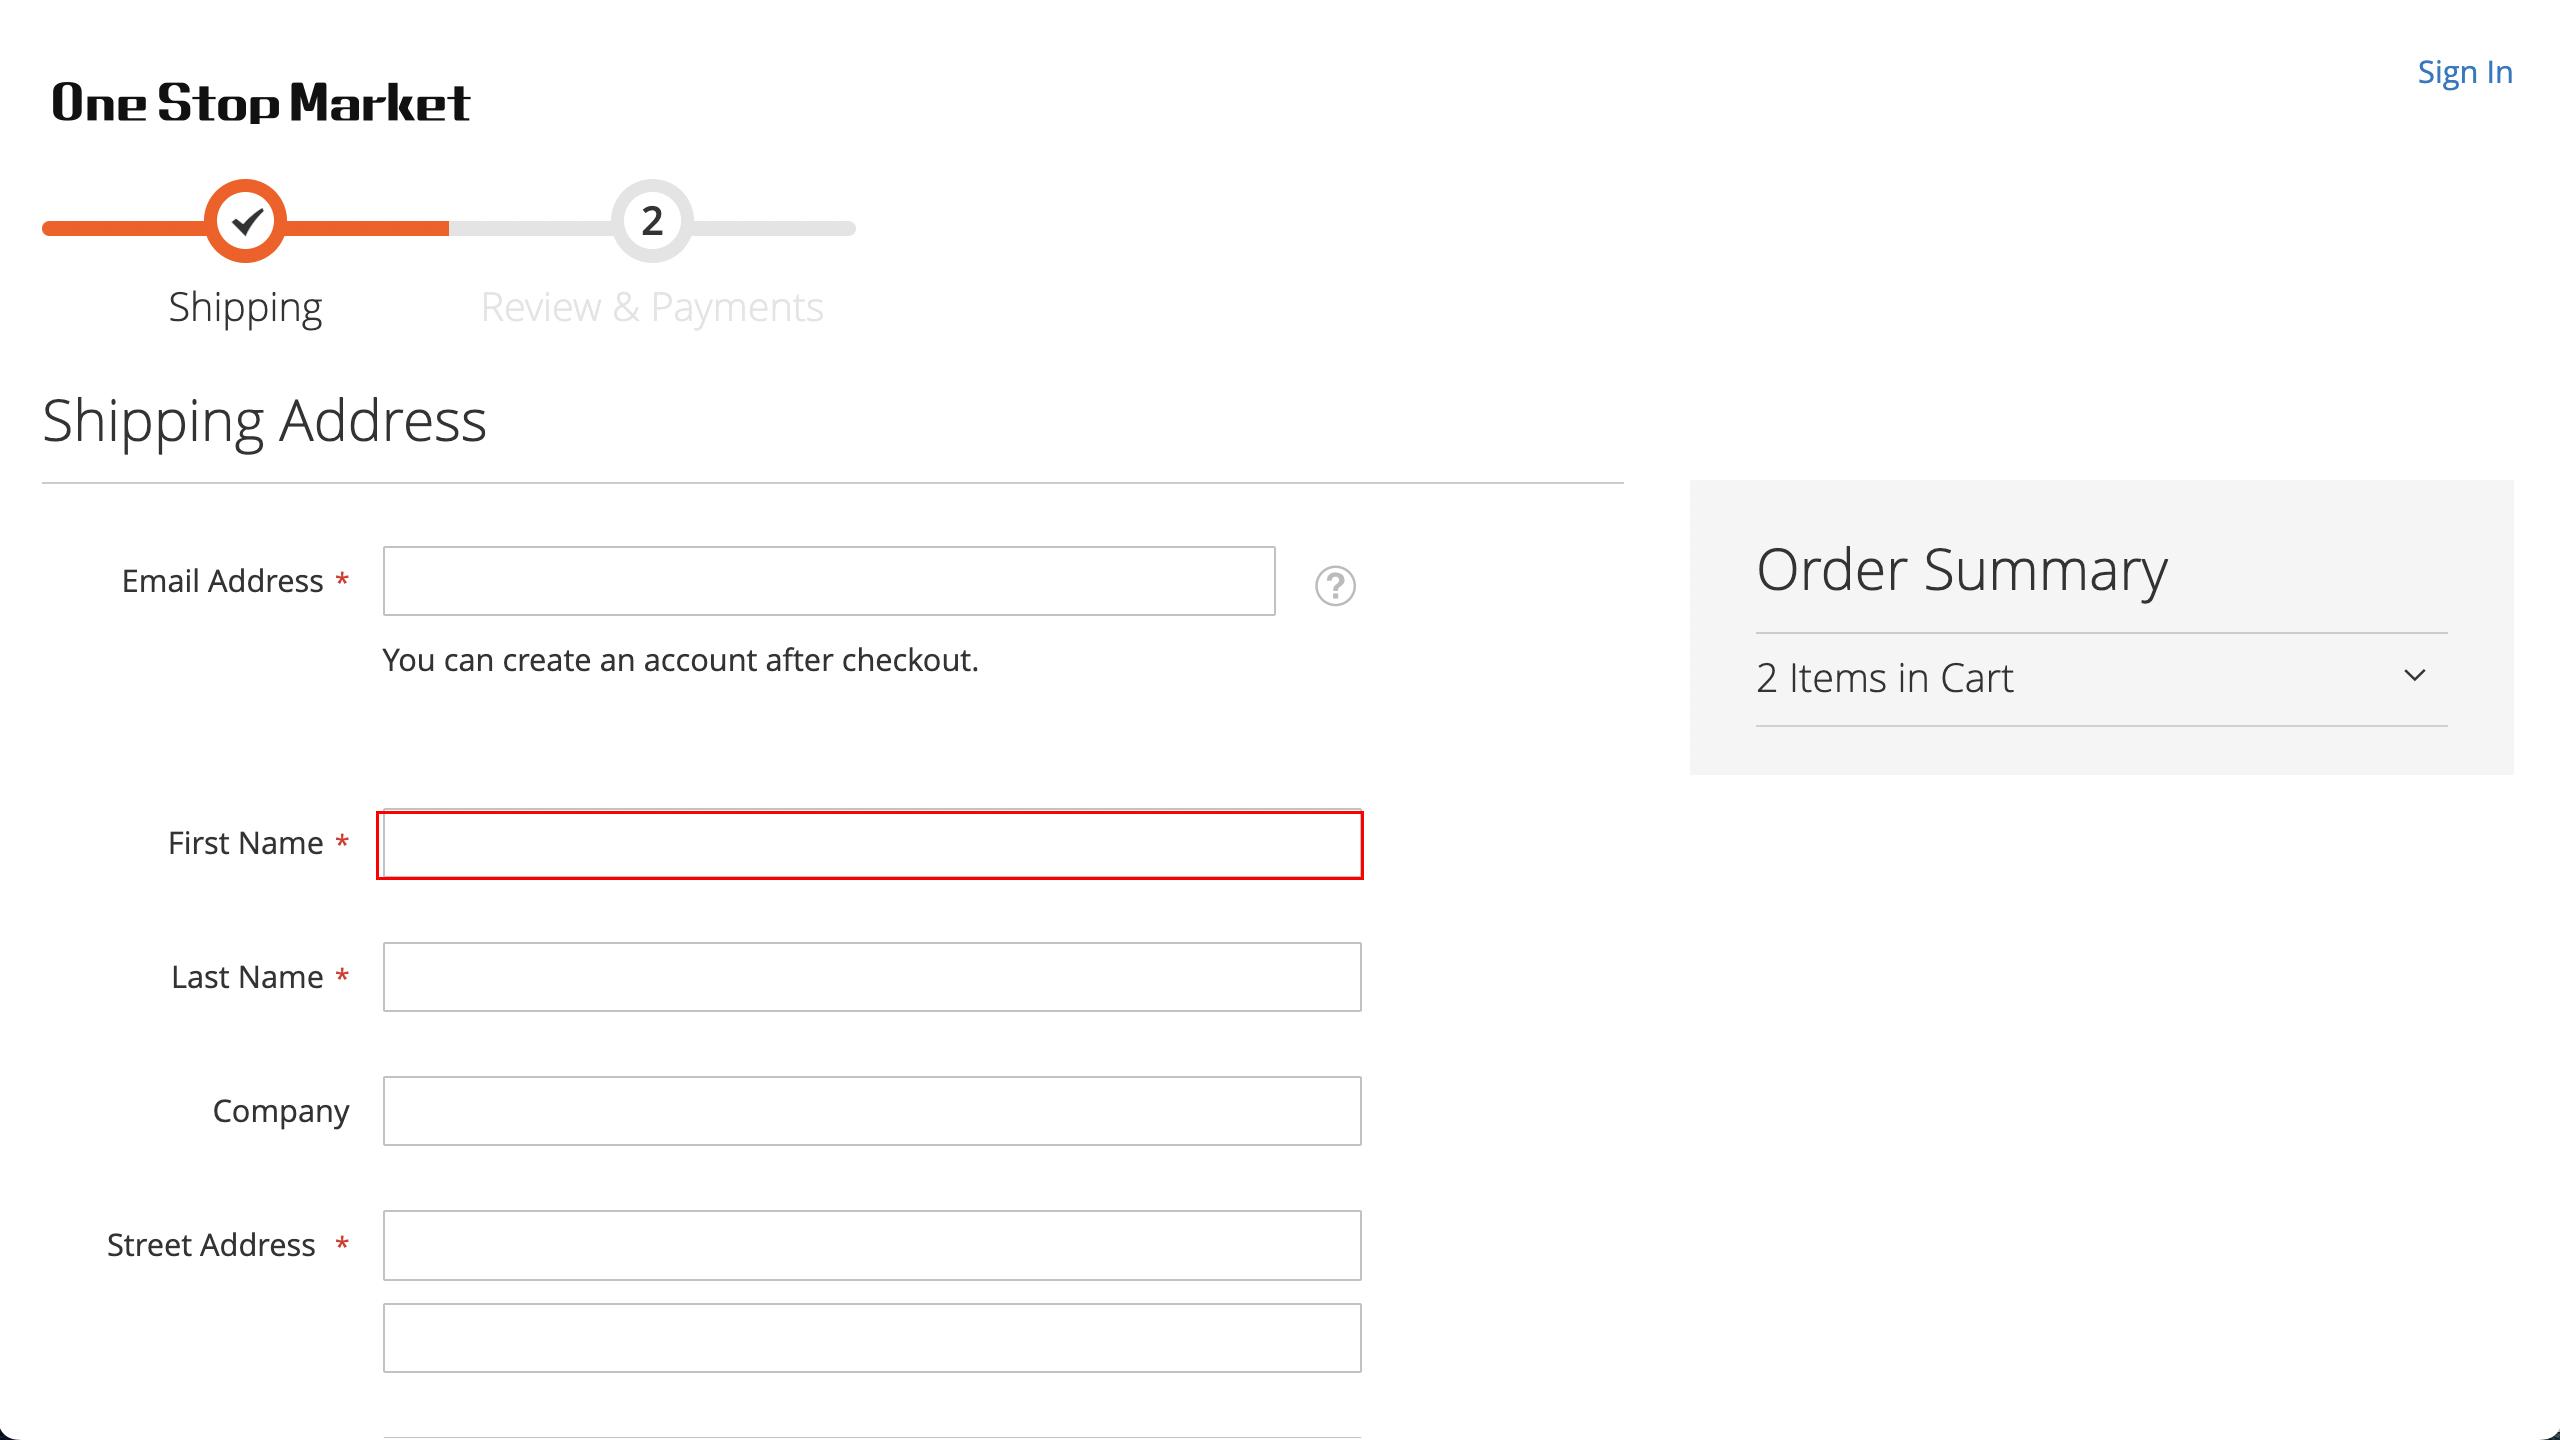 Sign In
One Stop Market
2
Shipping
Review & Payments
Shipping Address
Email Address *
?
You can create an account after checkout.
Order Summary
2 Items in Cart
First Name *
Last Name *
Company
Street Address *